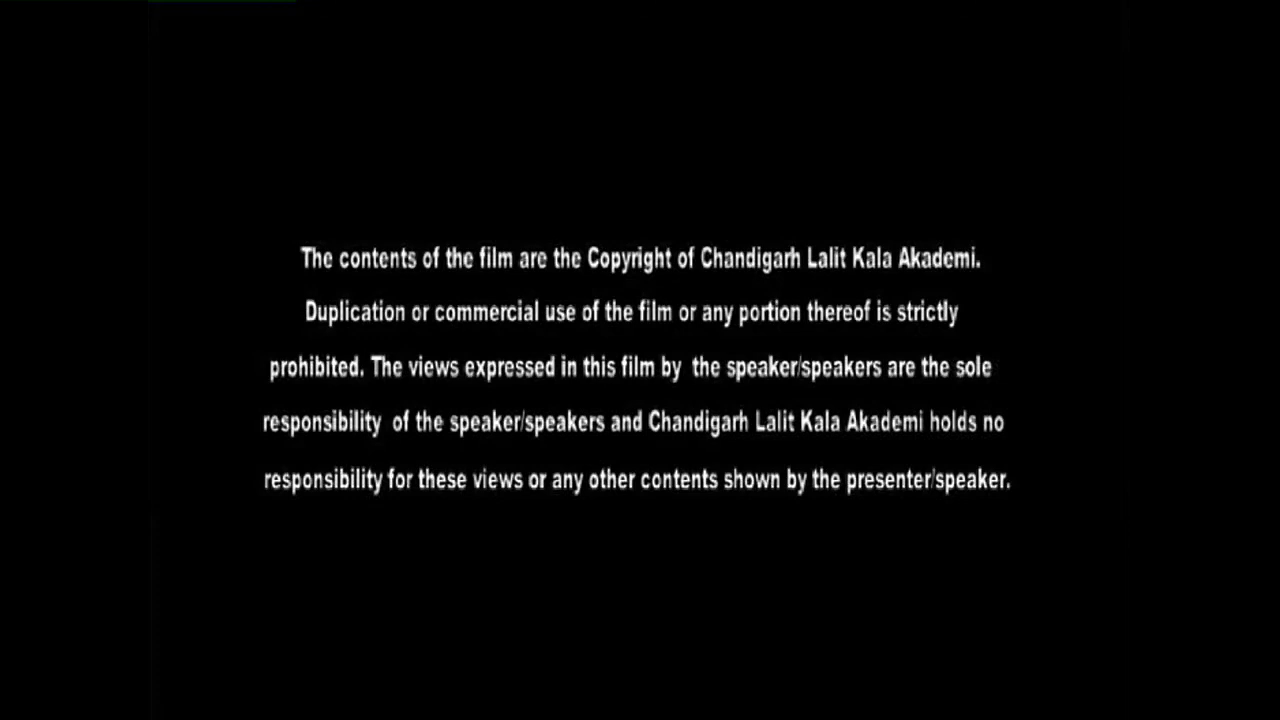 The contents of the film are the Copyright of Chandigarh Lalit Kala Akademi.
Duplication or commercial use of the film or any portion thereof is strictly
prohibited. The views expressed in this film by the speaker/speakers are the sole
responsibility of the speaker/speakers and Chandigarh Lalit Kala Akademi holds no
responsibility for these views or any other contents shown by the presenter/speaker.